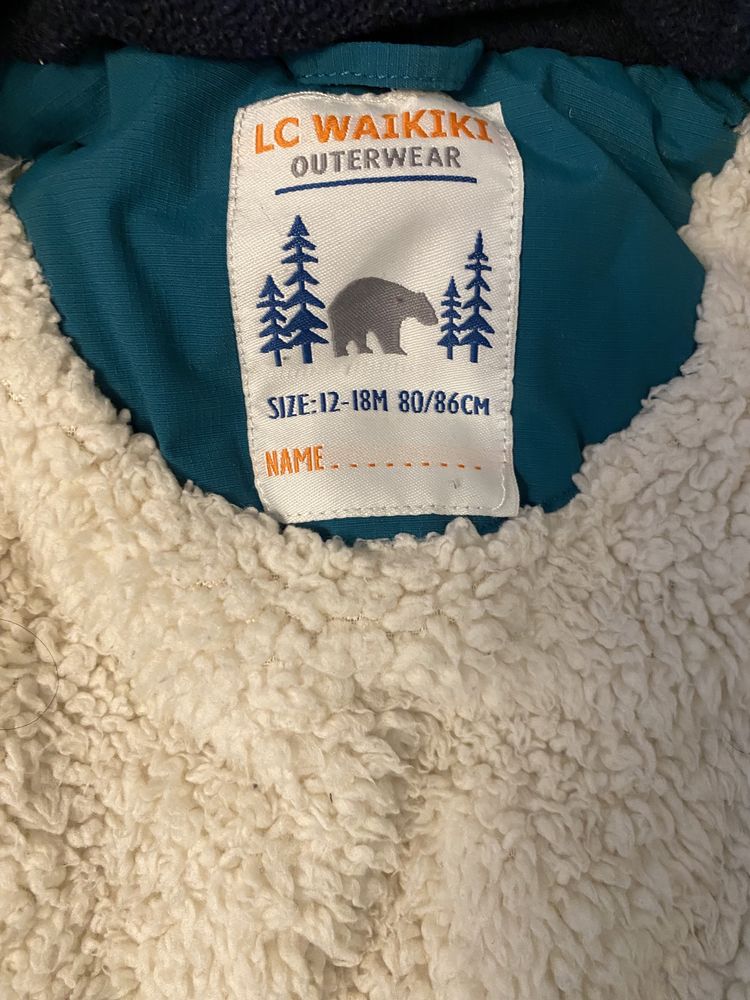 LC WAIKIKI
OUTERWEAR
SIZE: 12-18M 80/86CM
NAME.........